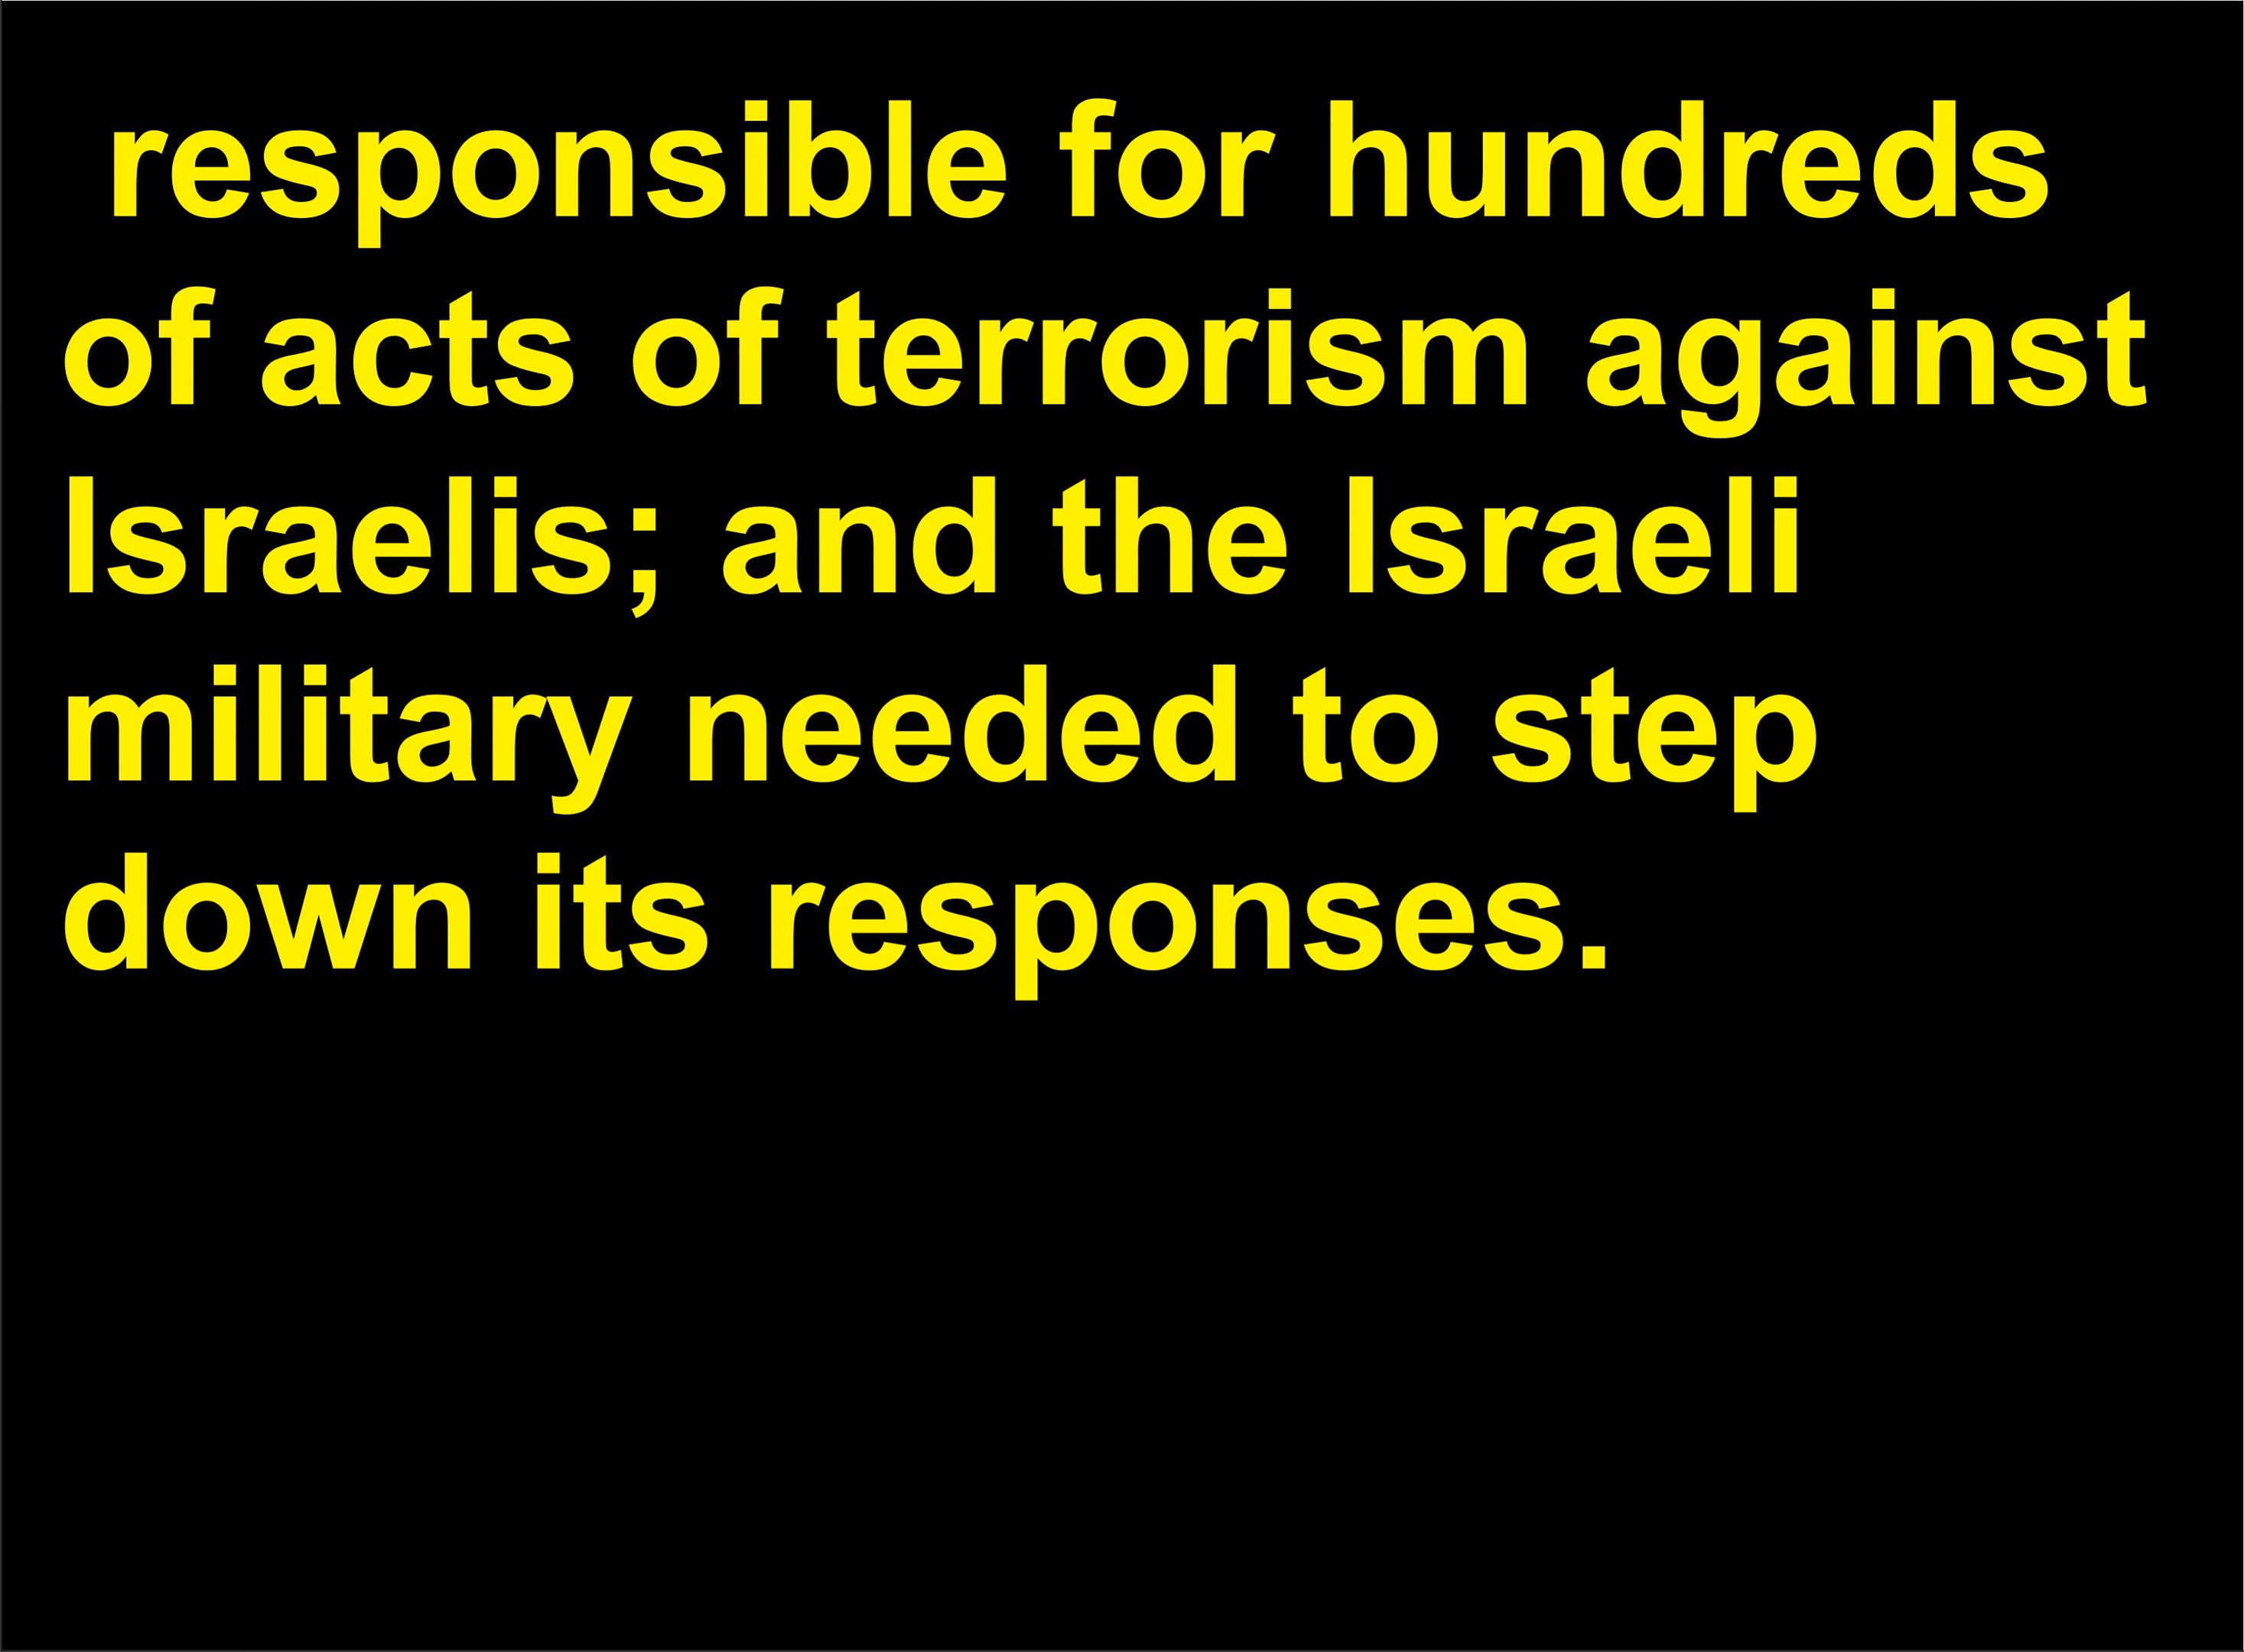 responsible for hundreds
of acts of terrorism against
Israelis; and the Israeli
military needed to step
down its responses.